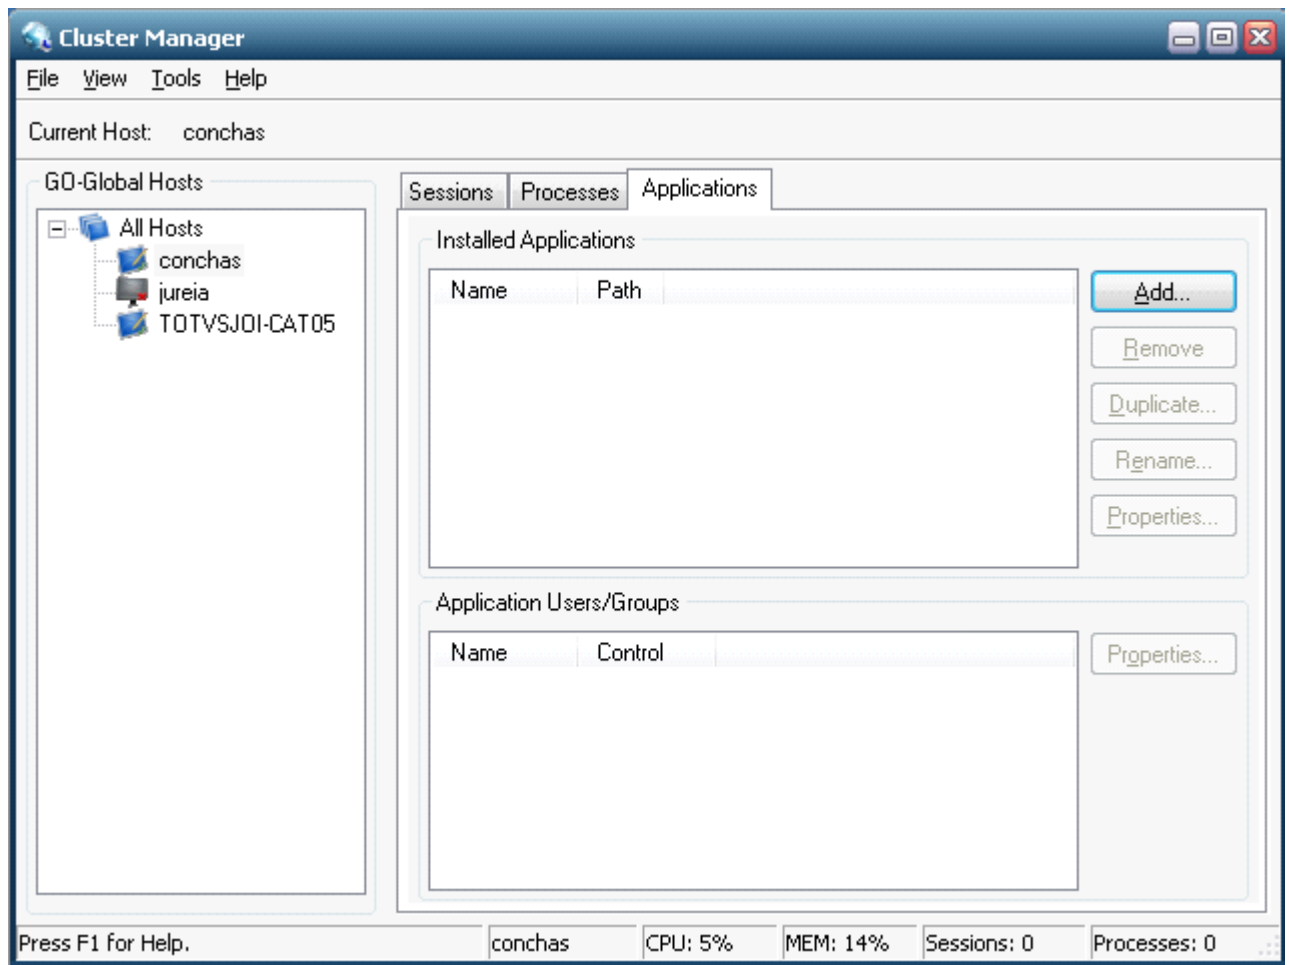 Cluster Manager
File View Tools Help
Current Host: conchas
GO-Global Hosts
All Hosts
conchas
jureia
TOTVSJOI-CAT05
Sessions Processes Applications
Installed Applications
Name Path
Add...
Remove
Duplicate...
Rename...
Properties...
Application Users/Groups
Name Control
Properties...
Press F1 for Help. conchas CPU: 5% MEM: 14% Sessions: 0 Processes: 0